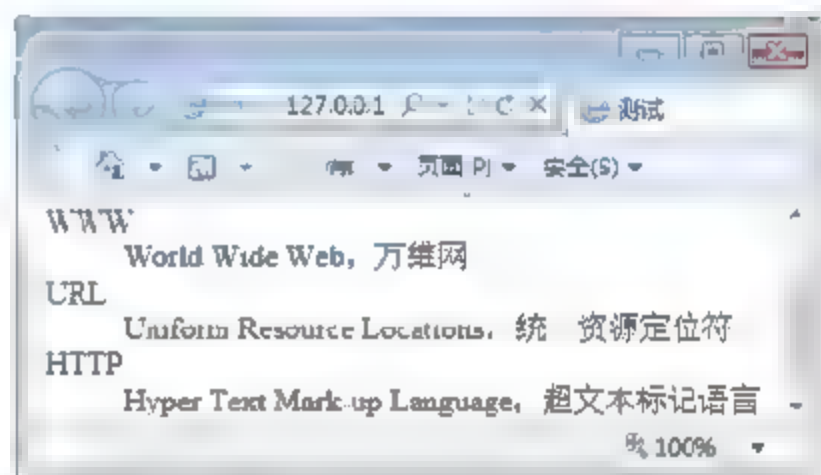 127.0.0.1
测试
页面 P) 安全(S)
WWW
World Wide Web，万维网
URL
Uniform Resource Locations，统 资源定位符
HTTP
Hyper Text Mark-up Language，超文本标记语言
100%